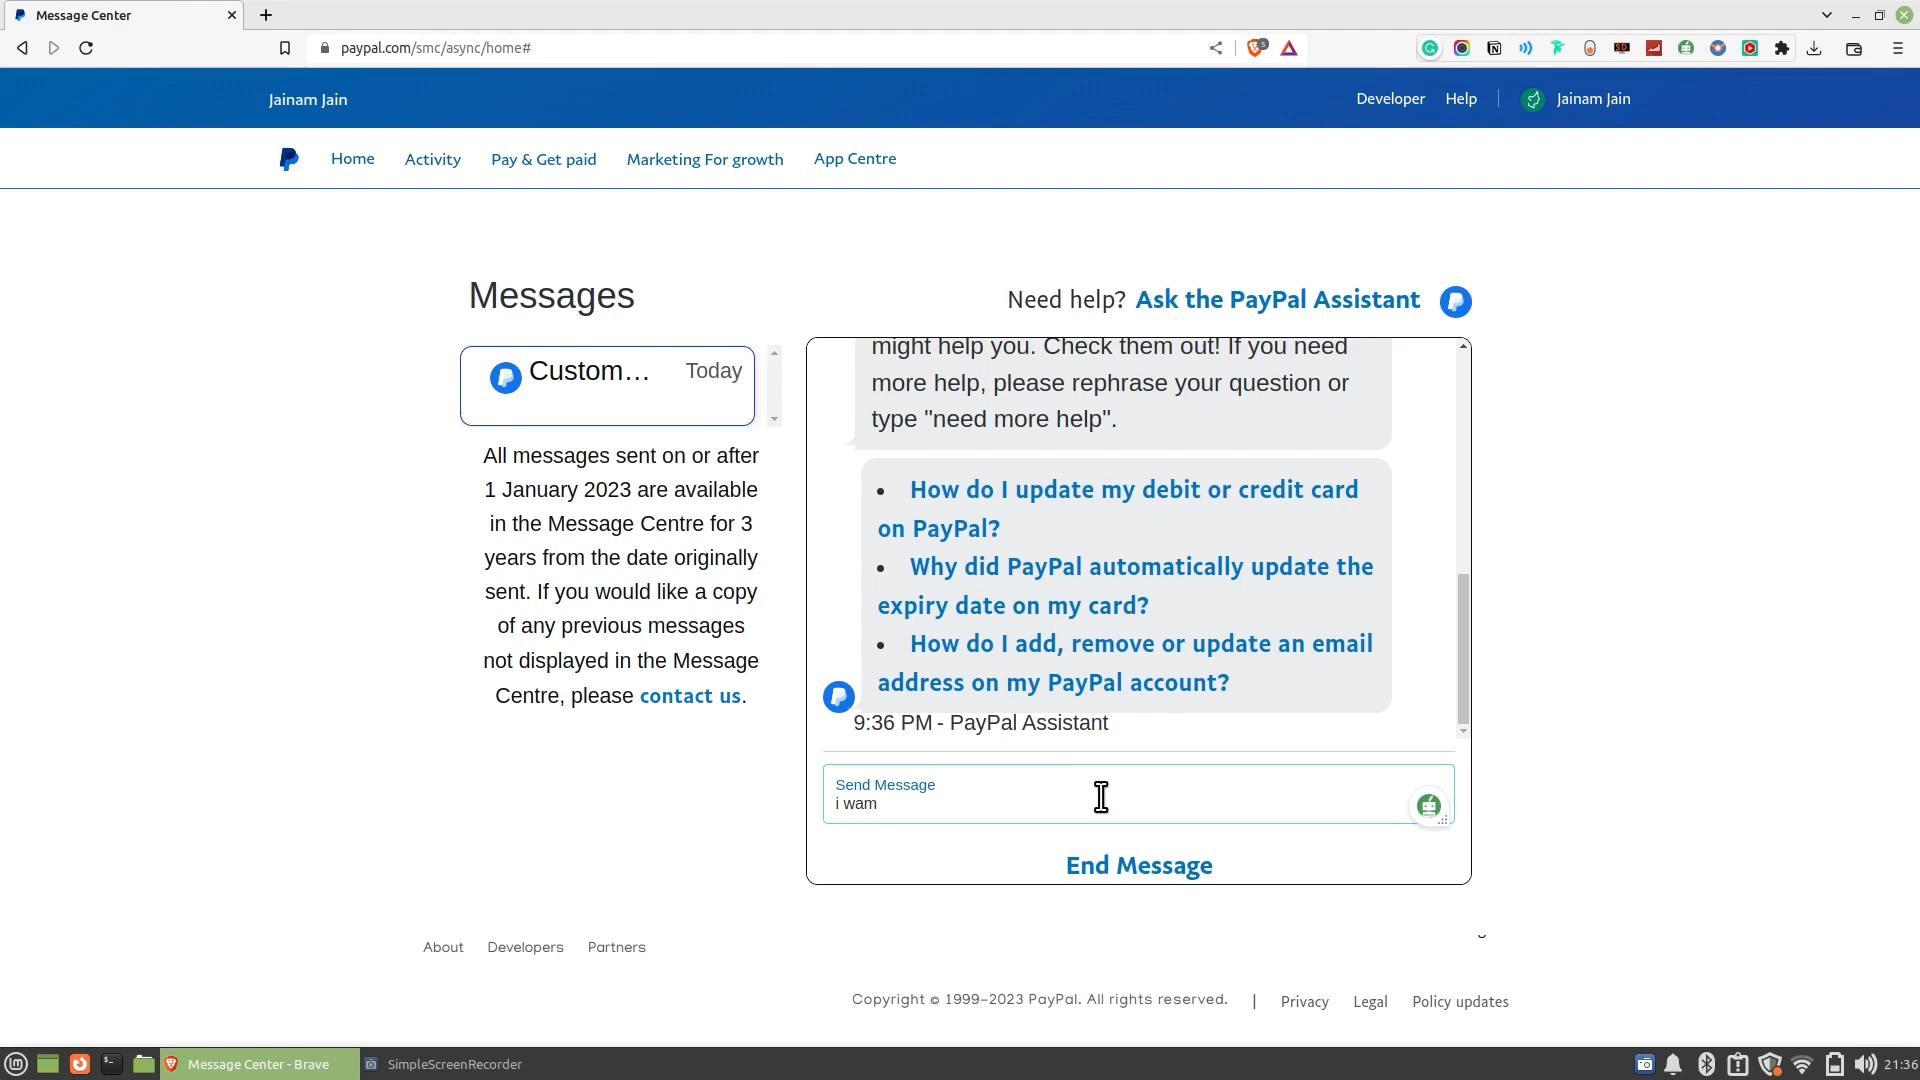 Message Center
paypal.com/smc/async/home#
5
Jainam Jain
Developer Help Jainam Jain
Home Activity Pay & Get paid Marketing For growth App Centre
Messages
Need help? Ask the PayPal Assistant
Custom... Today
All messages sent on or after
1 January 2023 are available
in the Message Centre for 3
years from the date originally
sent. If you would like a copy
of any previous messages
not displayed in the Message
Centre, please contact us.
might help you. Check them out! If you need
more help, please rephrase your question or
type "need more help".
• How do I update my debit or credit card
on PayPal?
• Why did PayPal automatically update the
expiry date on my card?
• How do I add, remove or update an email
address on my PayPal account?
9:36 PM - PayPal Assistant
Send Message
i wam
End Message
About Developers Partners
Copyright © 1999–2023 PayPal. All rights reserved. | Privacy Legal Policy updates
Message Center - Brave SimpleScreenRecorder 21:36